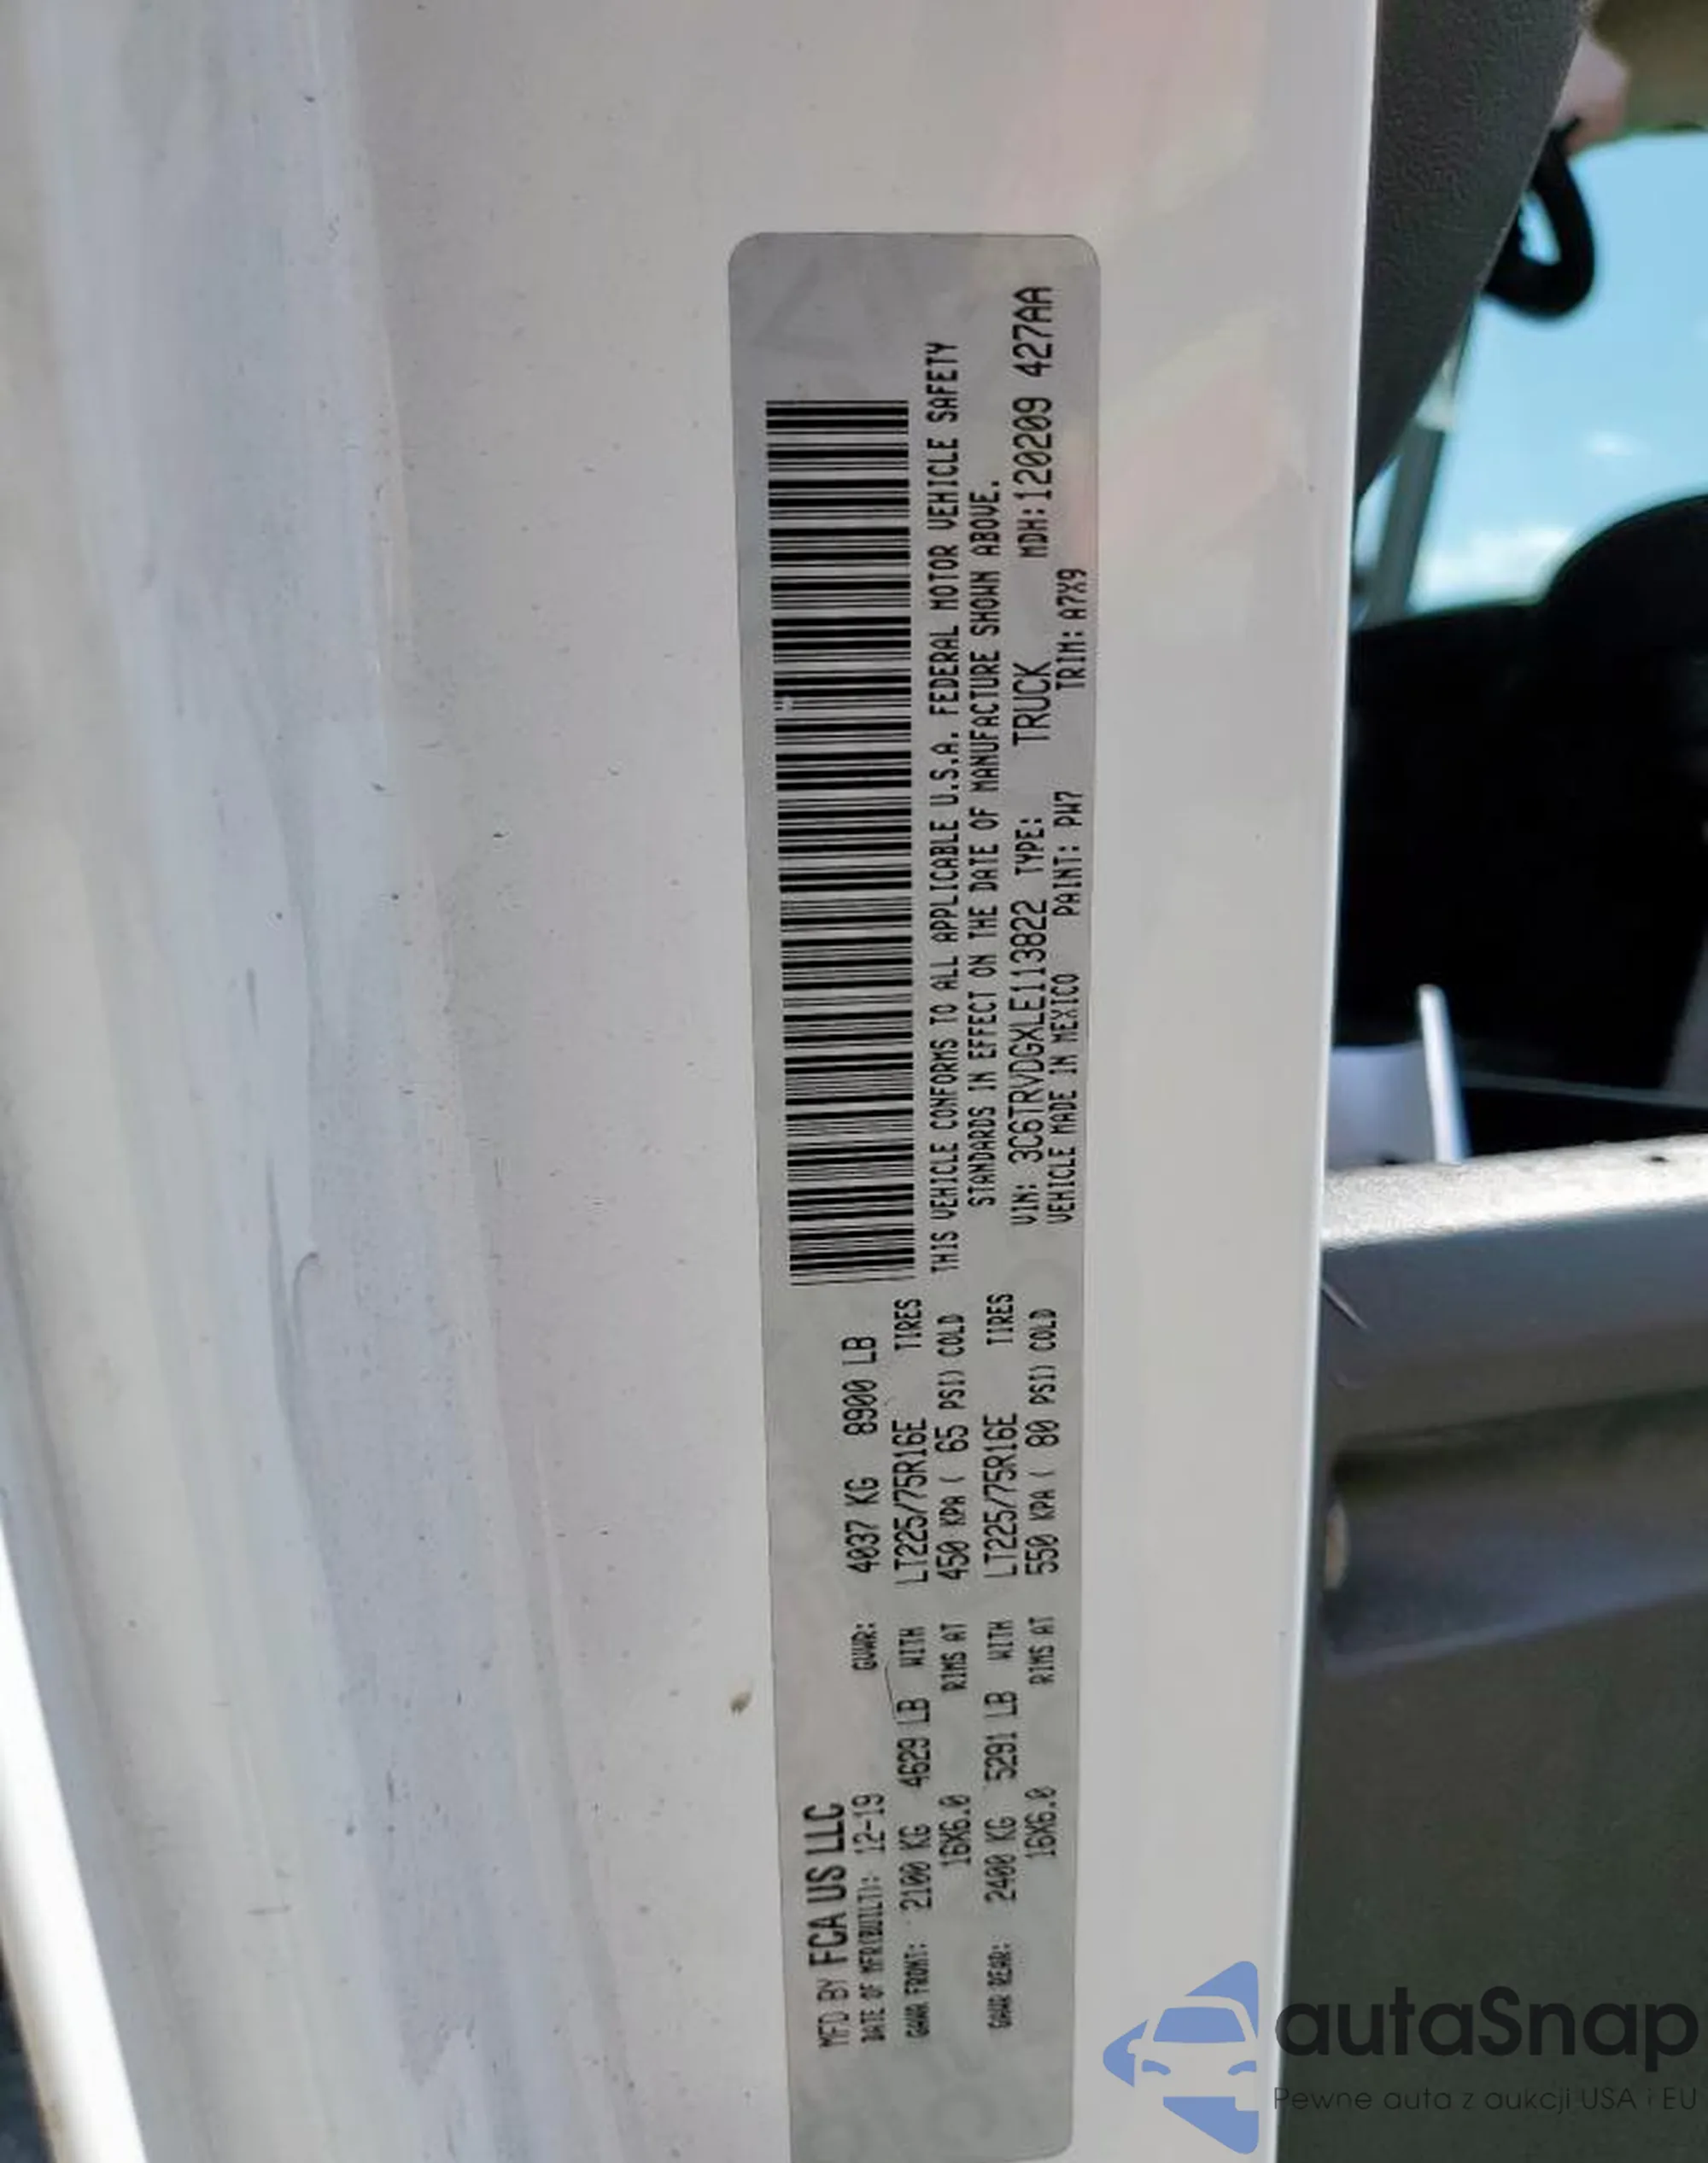 MFD BY FCA US LLC
DATE OF MFR(BUILT): 12-19 GVWR: 4037 KG 8900 LB
GAWR FRONT: 2100 KG 4629 LB WITH LT225/75R16E TIRES
16X6.0 RIMS AT 450 KPA ( 65 PSI) COLD
GAWR REAR: 2400 KG 5291 LB WITH LT225/75R16E TIRES
16X6.0 RIMS AT 550 KPA ( 80 PSI) COLD
THIS VEHICLE CONFORMS TO ALL APPLICABLE U.S.A. FEDERAL MOTOR VEHICLE SAFETY
STANDARDS IN EFFECT ON THE DATE OF MANUFACTURE SHOWN ABOVE.
VIN: 3C6TRVDGXLE113822 TYPE: TRUCK MDH:120209 427AA
VEHICLE MADE IN MEXICO PAINT: PW7 TRIM: A7X9
autaSnap
Pewne auta z aukcji USA i EU